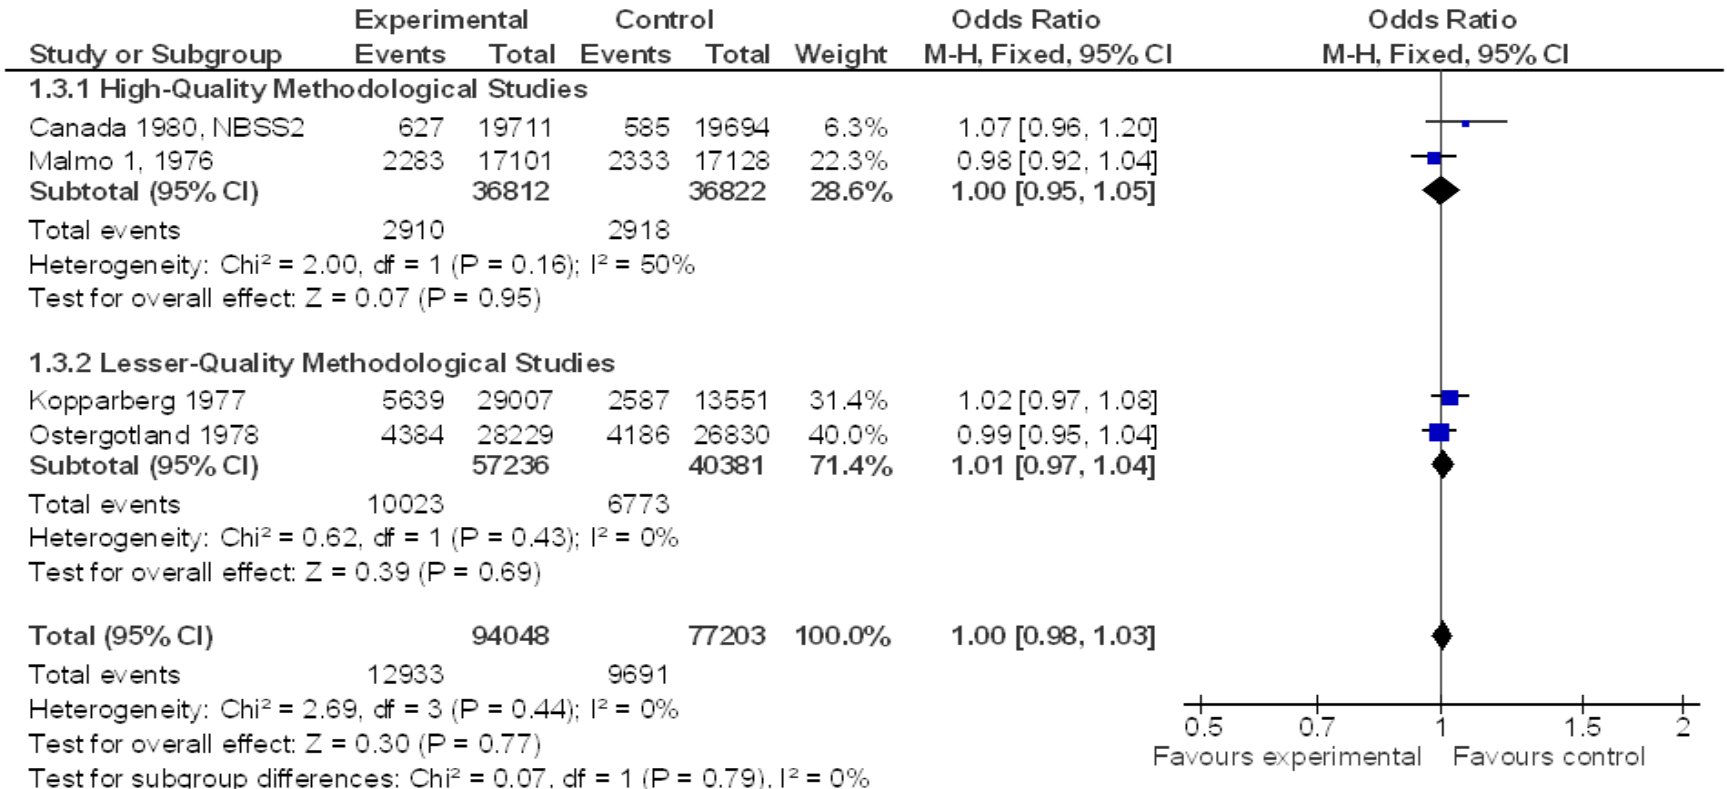 Experimental Control Odds Ratio Odds Ratio
Study or Subgroup Events Total Events Total Weight M-H, Fixed, 95% CI M-H, Fixed, 95% CI
1.3.1 High-Quality Methodological Studies
Canada 1980, NBSS2 627 19711 585 19694 6.3% 1.07 [0.96, 1.20]
Malmo 1, 1976 2283 17101 2333 17128 22.3% 0.98 [0.92, 1.04]
Subtotal (95% CI) 36812 36822 28.6% 1.00 [0.95, 1.05]
Total events 2910 2918
Heterogeneity: Chi² = 2.00, df = 1 (P = 0.16); I² = 50%
Test for overall effect: Z = 0.07 (P = 0.95)
1.3.2 Lesser-Quality Methodological Studies
Kopparberg 1977 5639 29007 2587 13551 31.4% 1.02 [0.97, 1.08]
Ostergotland 1978 4384 28229 4186 26830 40.0% 0.99 [0.95, 1.04]
Subtotal (95% CI) 57236 40381 71.4% 1.01 [0.97, 1.04]
Total events 10023 6773
Heterogeneity: Chi² = 0.62, df = 1 (P = 0.43); I² = 0%
Test for overall effect: Z = 0.39 (P = 0.69)
Total (95% CI) 94048 77203 100.0% 1.00 [0.98, 1.03]
Total events 12933 9691
Heterogeneity: Chi² = 2.69, df = 3 (P = 0.44); I² = 0%
Test for overall effect: Z = 0.30 (P = 0.77)
Test for subgroup differences: Chi² = 0.07, df = 1 (P = 0.79), I² = 0%
0.5 0.7 1 1.5 2
Favours experimental Favours control